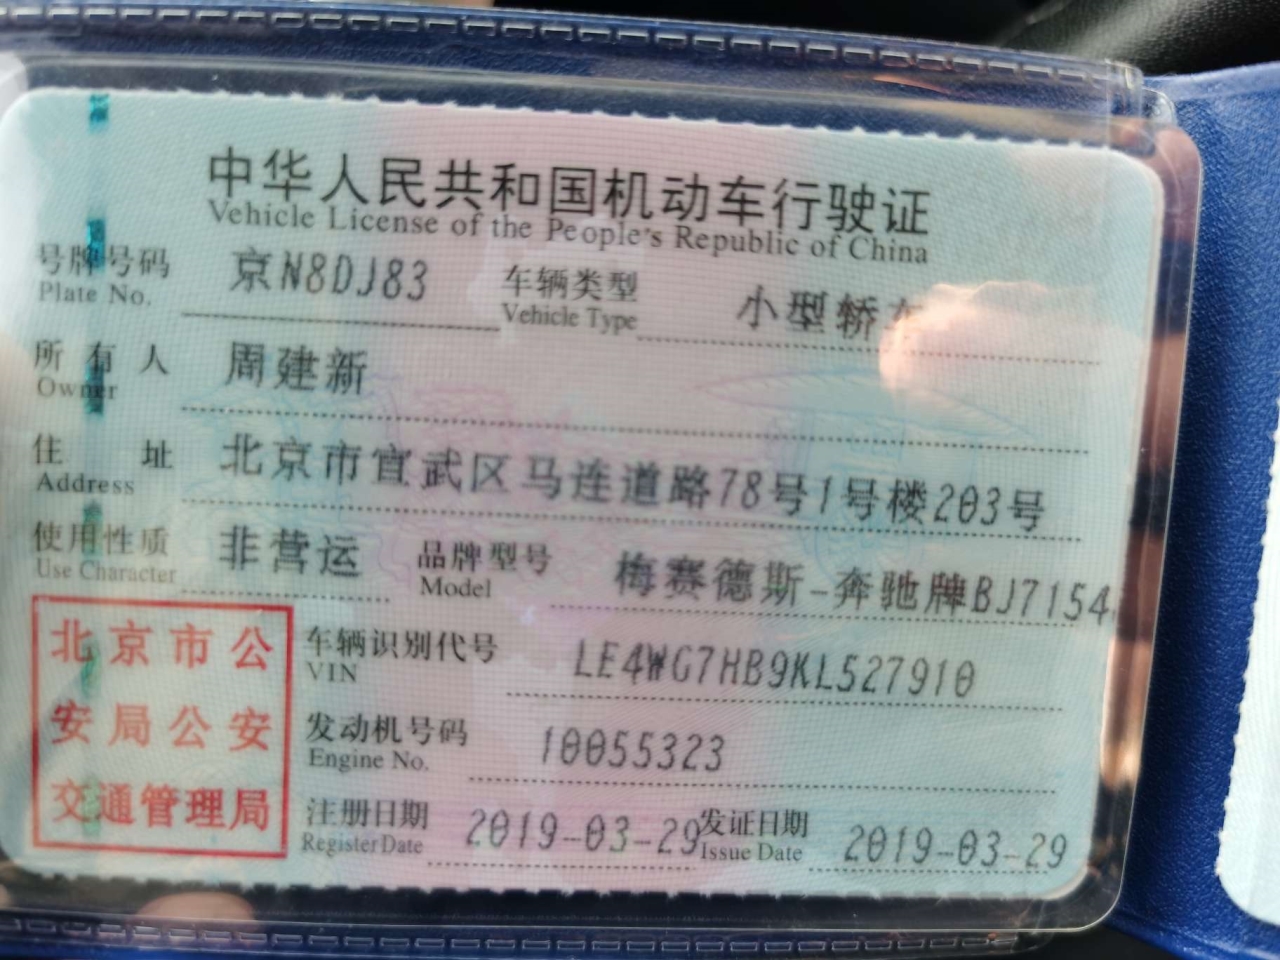 中华人民共和国机动车行驶证
Vehicle License of the People's Republic of China
号牌号码 京N8DJ83 车辆类型 小型轿车
Plate No. Vehicle Type
所有人 周建新
Owner
住址 北京市宣武区马连道路78号1号楼203号
Address
使用性质 非营运 品牌型号 梅赛德斯-奔驰牌BJ7154
Use Character Model
北京市公
安局公安
交通管理局
车辆识别代号 LE4WG7HB9KL527910
VIN
发动机号码 10055323
Engine No.
注册日期 2019-03-29 发证日期 2019-03-29
Register Date Issue Date